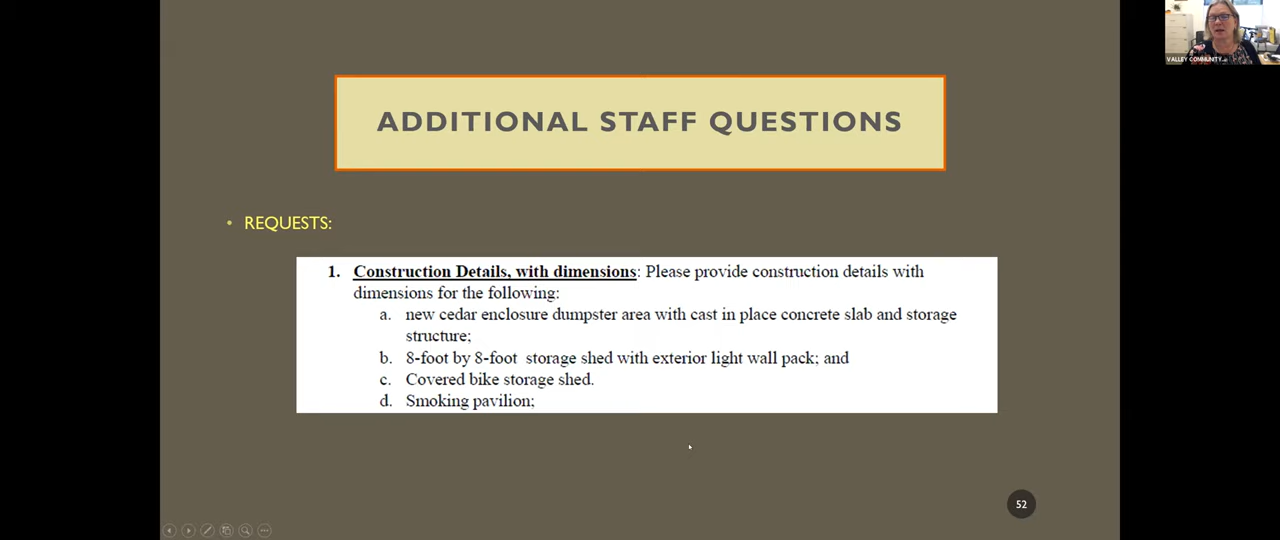 VALLEY COMMUNITY...
ADDITIONAL STAFF QUESTIONS
• REQUESTS:
1. Construction Details, with dimensions: Please provide construction details with
dimensions for the following:
a. new cedar enclosure dumpster area with cast in place concrete slab and storage
structure;
b. 8-foot by 8-foot storage shed with exterior light wall pack; and
c. Covered bike storage shed.
d. Smoking pavilion;
52